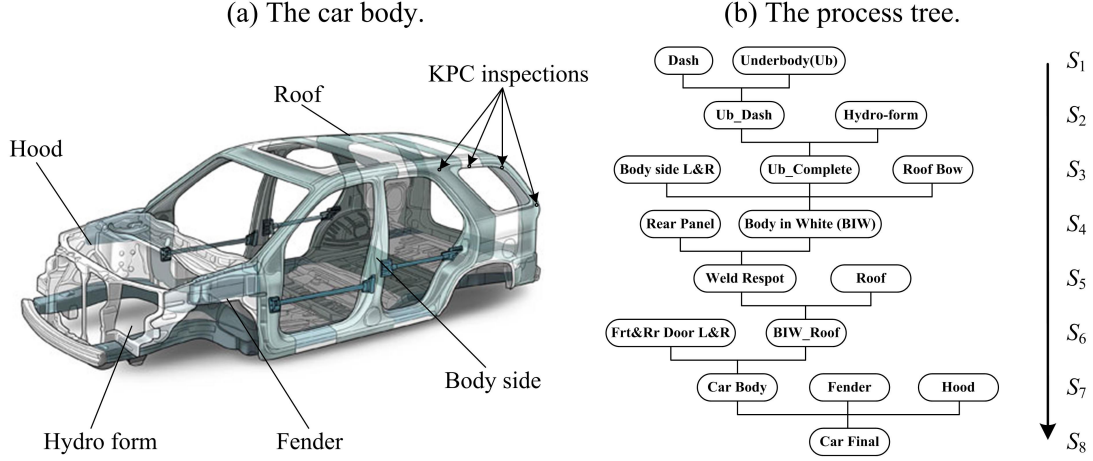 (a) The car body.
KPC inspections
Roof
Hood
Body side
Hydro form
Fender
(b) The process tree.
Dash Underbody(Ub) S1
Ub_Dash Hydro-form S2
Body side L&R Ub_Complete Roof Bow S3
Rear Panel Body in White (BIW) S4
Weld Respot Roof S5
Frt&Rr Door L&R BIW_Roof S6
Car Body Fender Hood S7
Car Final S8